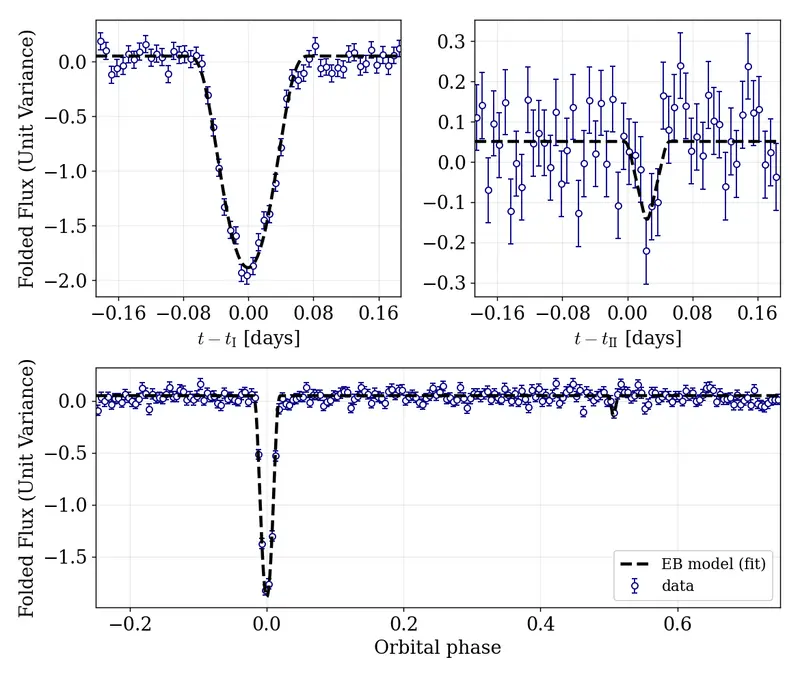 Folded Flux (Unit Variance)
0.0
−0.5
−1.0
−1.5
−2.0
−0.16 −0.08 0.00 0.08 0.16
t − tI [days]
0.3
0.2
0.1
0.0
−0.1
−0.2
−0.3
−0.16 −0.08 0.00 0.08 0.16
t − tII [days]
Folded Flux (Unit Variance)
0.0
−0.5
−1.0
−1.5
−0.2 0.0 0.2 0.4 0.6
Orbital phase
EB model (fit)
data